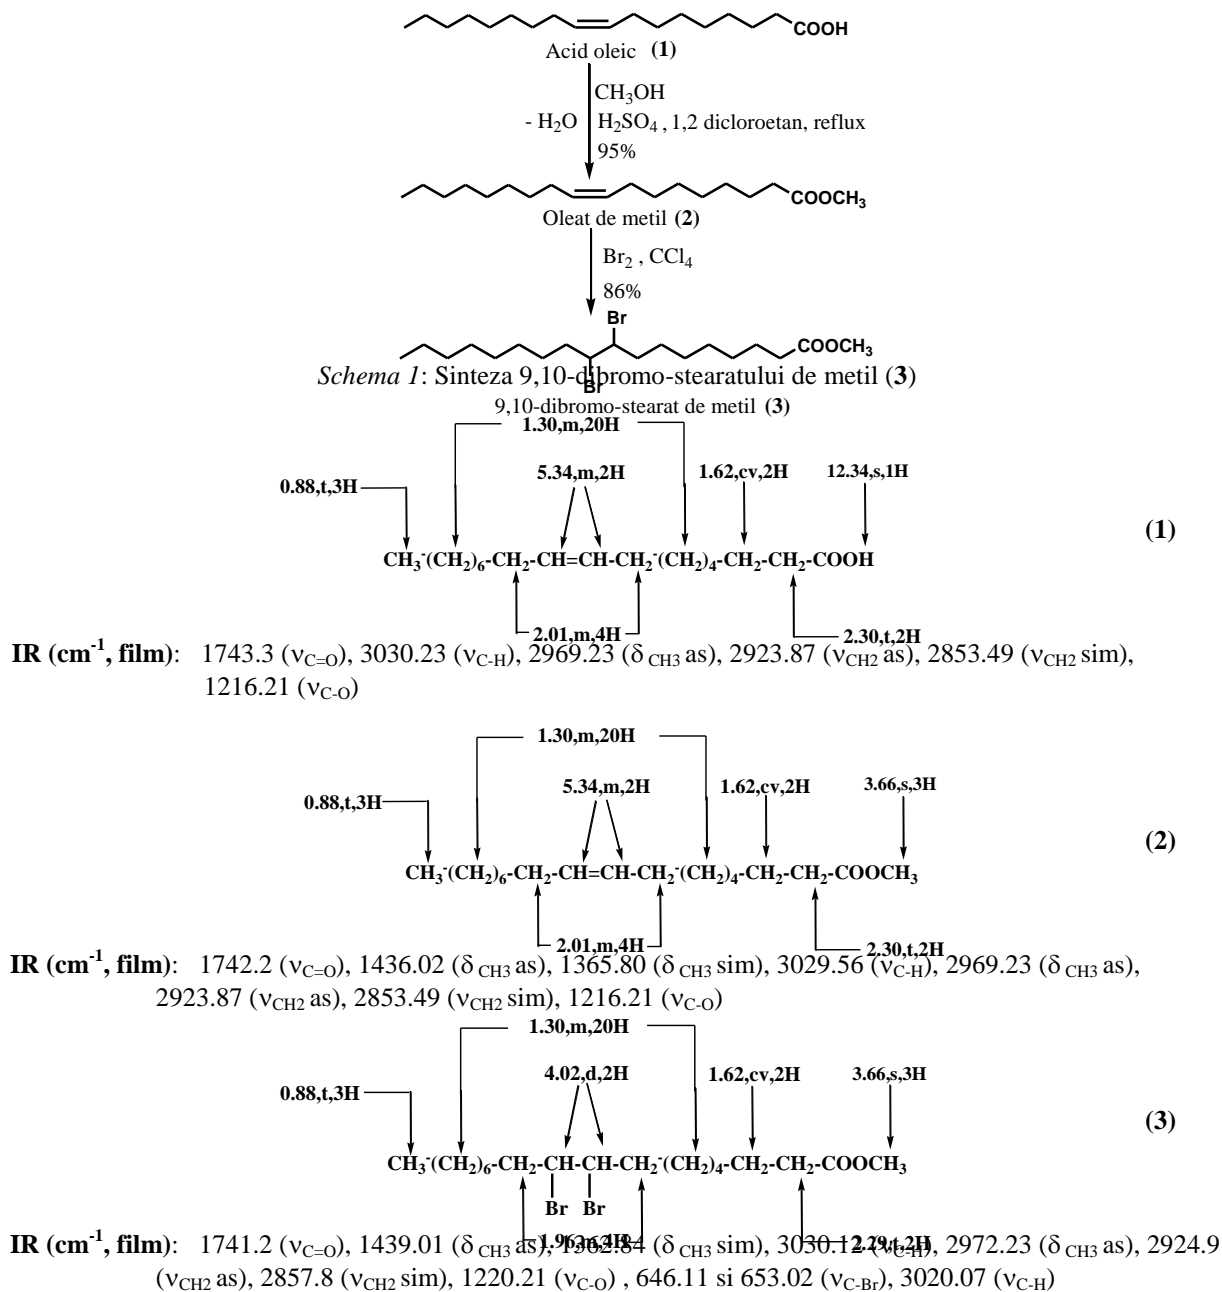 COOH
Acid oleic (1)
CH3OH
- H2O H2SO4 , 1,2 dicloroetan, reflux
95%
COOCH3
Oleat de metil (2)
Br2 , CCl4
86%
Br
COOCH3
Br
Schema 1: Sinteza 9,10-dibromo-stearatului de metil (3)
9,10-dibromo-stearat de metil (3)
1.30,m,20H
0.88,t,3H 5.34,m,2H 1.62,cv,2H 12.34,s,1H
(1)
CH3-(CH2)6-CH2-CH=CH-CH2-(CH2)4-CH2-CH2-COOH
2.01,m,4H 2.30,t,2H
IR (cm-1, film): 1743.3 (νC=O), 3030.23 (νC-H), 2969.23 (δ CH3 as), 2923.87 (νCH2 as), 2853.49 (νCH2 sim),
1216.21 (νC-O)
1.30,m,20H
0.88,t,3H 5.34,m,2H 1.62,cv,2H 3.66,s,3H
(2)
CH3-(CH2)6-CH2-CH=CH-CH2-(CH2)4-CH2-CH2-COOCH3
2.01,m,4H 2.30,t,2H
IR (cm-1, film): 1742.2 (νC=O), 1436.02 (δ CH3 as), 1365.80 (δ CH3 sim), 3029.56 (νC-H), 2969.23 (δ CH3 as),
2923.87 (νCH2 as), 2853.49 (νCH2 sim), 1216.21 (νC-O)
1.30,m,20H
0.88,t,3H 4.02,d,2H 1.62,cv,2H 3.66,s,3H
(3)
CH3-(CH2)6-CH2-CH-CH-CH2-(CH2)4-CH2-CH2-COOCH3
Br Br
1.96,m,4H 2.29,t,2H
IR (cm-1, film): 1741.2 (νC=O), 1439.01 (δ CH3 as), (δ CH3 sim), 3030.12 (νC-H), 2972.23 (δ CH3 as), 2924.9
(νCH2 as), 2857.8 (νCH2 sim), 1220.21 (νC-O) , 646.11 si 653.02 (νC-Br), 3020.07 (νC-H)